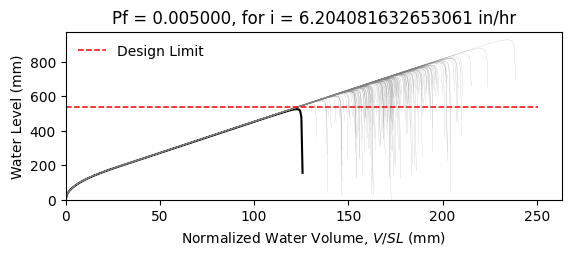 Pf = 0.005000, for i = 6.204081632653061 in/hr
Water Level (mm)
800
600
400
200
0
Design Limit
0 50 100 150 200 250
Normalized Water Volume, V/SL (mm)